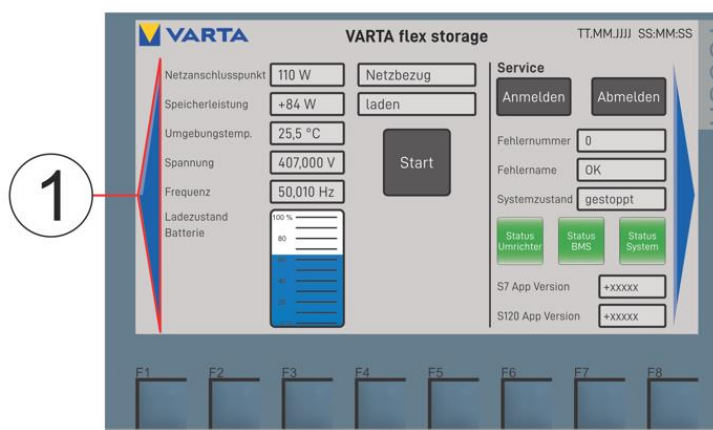 VARTA
VARTA flex storage
TT.MM.JJJJ SS:MM:SS
Netzanschlusspunkt 110 W Netzbezug
Speicherleistung +84 W laden
Umgebungstemp. 25,5 °C
Spannung 407,000 V
Frequenz 50,010 Hz
Start
Ladezustand
Batterie
100 %
80
40
20
Service
Anmelden Abmelden
Fehlernummer 0
Fehlername OK
Systemzustand gestoppt
Status
Umrichter
Status
BMS
Status
System
S7 App Version +xxxxx
S120 App Version +xxxxx
1
F1 F2 F3 F4 F5 F6 F7 F8